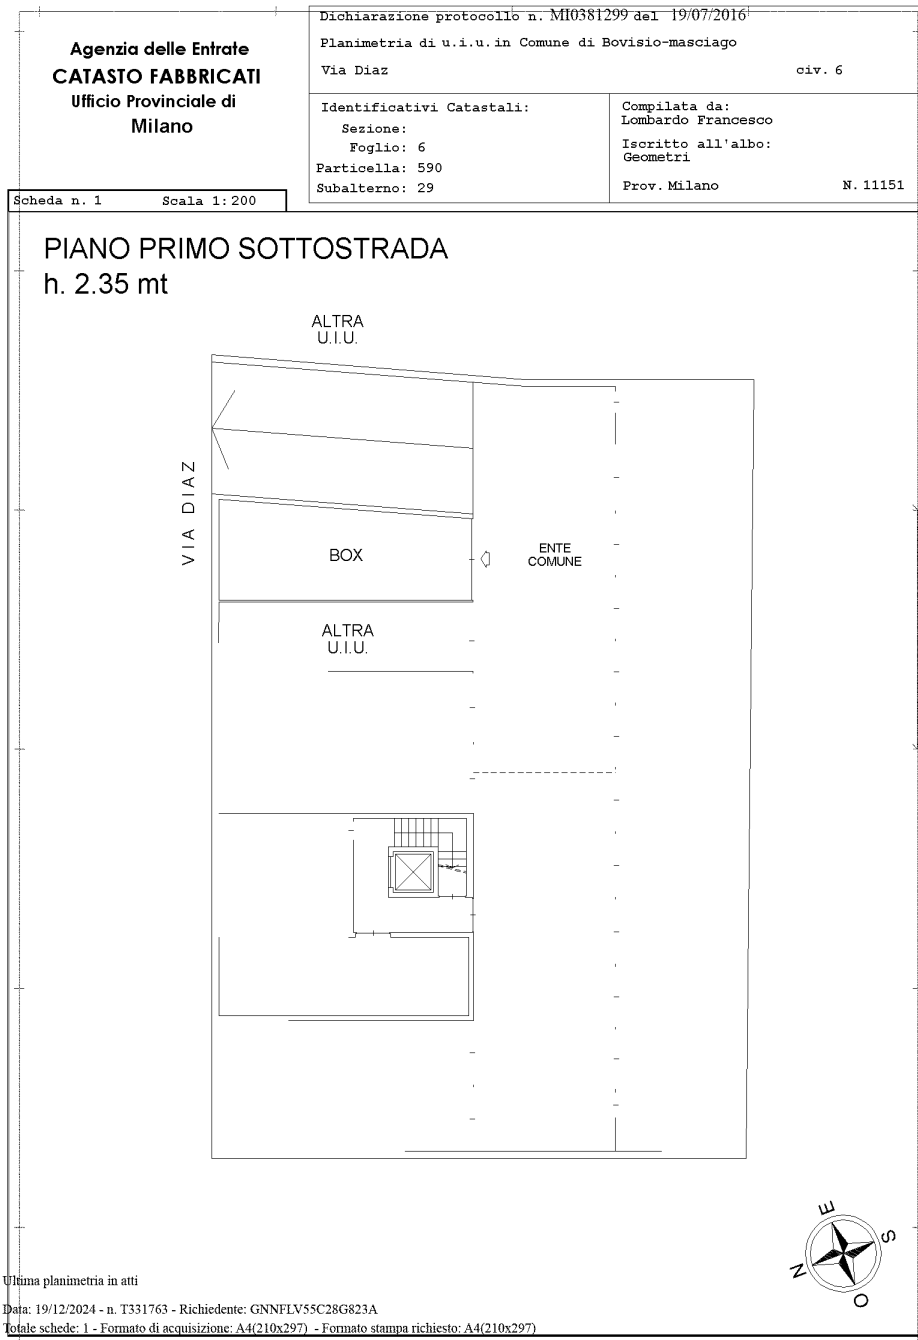 Agenzia delle Entrate
CATASTO FABBRICATI
Ufficio Provinciale di
Milano
Dichiarazione protocollo n. MI0381299 del 19/07/2016
Planimetria di u.i.u. in Comune di Bovisio-masciago
Via Diaz civ. 6
Identificativi Catastali:
Sezione:
Foglio: 6
Particella: 590
Subalterno: 29
Compilata da:
Lombardo Francesco
Iscritto all'albo:
Geometri
Prov. Milano N. 11151
Scheda n. 1 Scala 1:200
PIANO PRIMO SOTTOSTRADA
h. 2.35 mt
ALTRA
U.I.U.
VIA DIAZ
BOX
ENTE
COMUNE
ALTRA
U.I.U.
E
S
N
O
Ultima planimetria in atti
Data: 19/12/2024 - n. T331763 - Richiedente: GNNFLV55C28G823A
Totale schede: 1 - Formato di acquisizione: A4(210x297) - Formato stampa richiesto: A4(210x297)